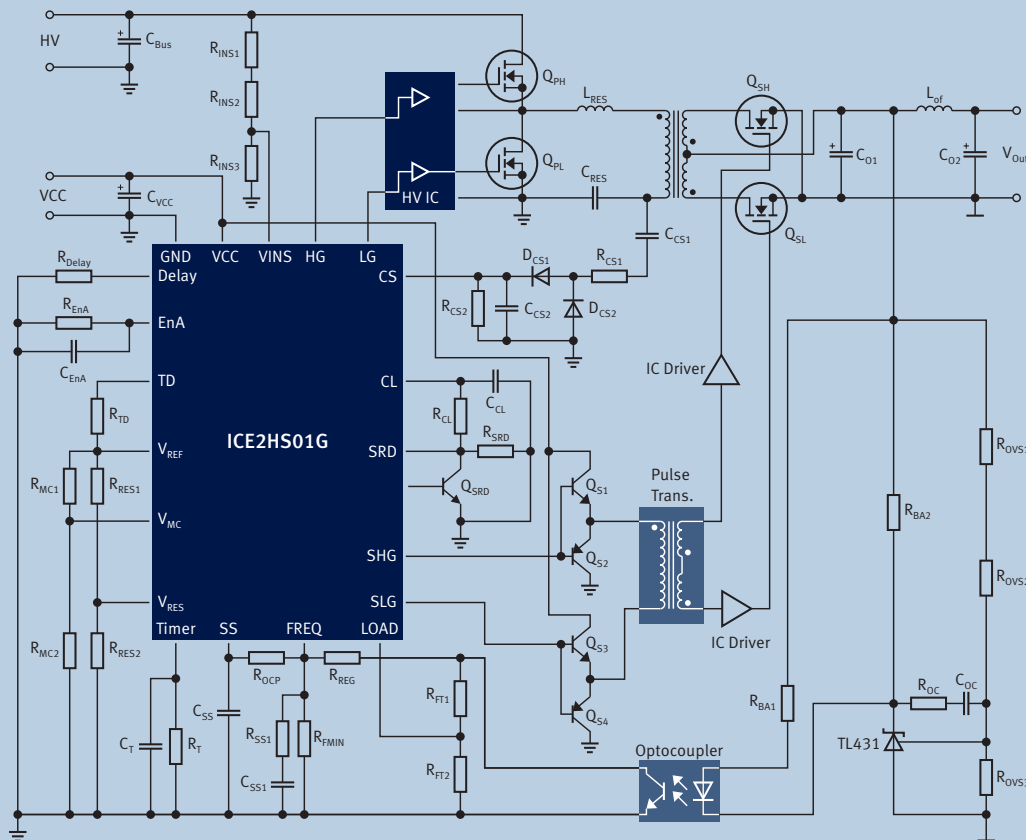 HV
C_Bus
R_INS1
R_INS2
R_INS3
Q_PH
Q_PL
HV IC
L_RES
C_RES
Q_SH
Q_SL
L_of
C_O1
C_O2
V_Out
VCC
C_VCC
C_CS1
GND VCC VINS HG LG
R_Delay
Delay
CS
D_CS1
R_CS1
R_CS2
C_CS2
D_CS2
R_EnA
EnA
C_EnA
IC Driver
TD
CL
C_CL
R_TD
R_CL
ICE2HS01G
R_SRD
V_REF
SRD
R_OVS1
R_MC1
R_RES1
Q_SRD
Q_S1
Pulse
Trans.
R_BA2
V_MC
SHG
Q_S2
R_OVS2
V_RES
SLG
Timer SS FREQ LOAD
Q_S3
IC Driver
R_MC2
R_RES2
R_OCP
R_REG
R_FT1
Q_S4
R_BA1
R_OC
C_OC
C_SS
R_SS1
R_FMIN
C_T
R_T
C_SS1
R_FT2
Optocoupler
TL431
R_OVS3